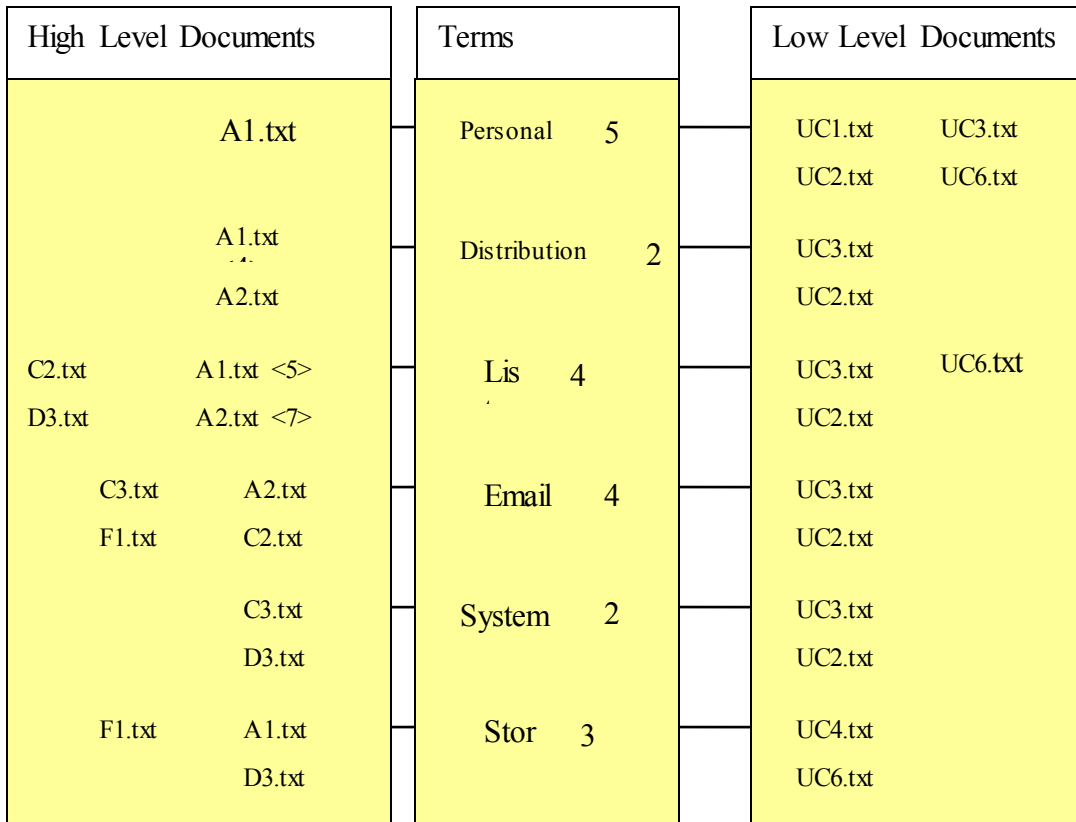 High Level Documents Terms Low Level Documents
A1.txt Personal 5 UC1.txt UC3.txt
UC2.txt UC6.txt
A1.txt Distribution 2 UC3.txt
A2.txt UC2.txt
C2.txt A1.txt <5> Lis 4 UC3.txt UC6.txt
D3.txt A2.txt <7> UC2.txt
C3.txt A2.txt Email 4 UC3.txt
F1.txt C2.txt UC2.txt
C3.txt System 2 UC3.txt
D3.txt UC2.txt
F1.txt A1.txt Stor 3 UC4.txt
D3.txt UC6.txt